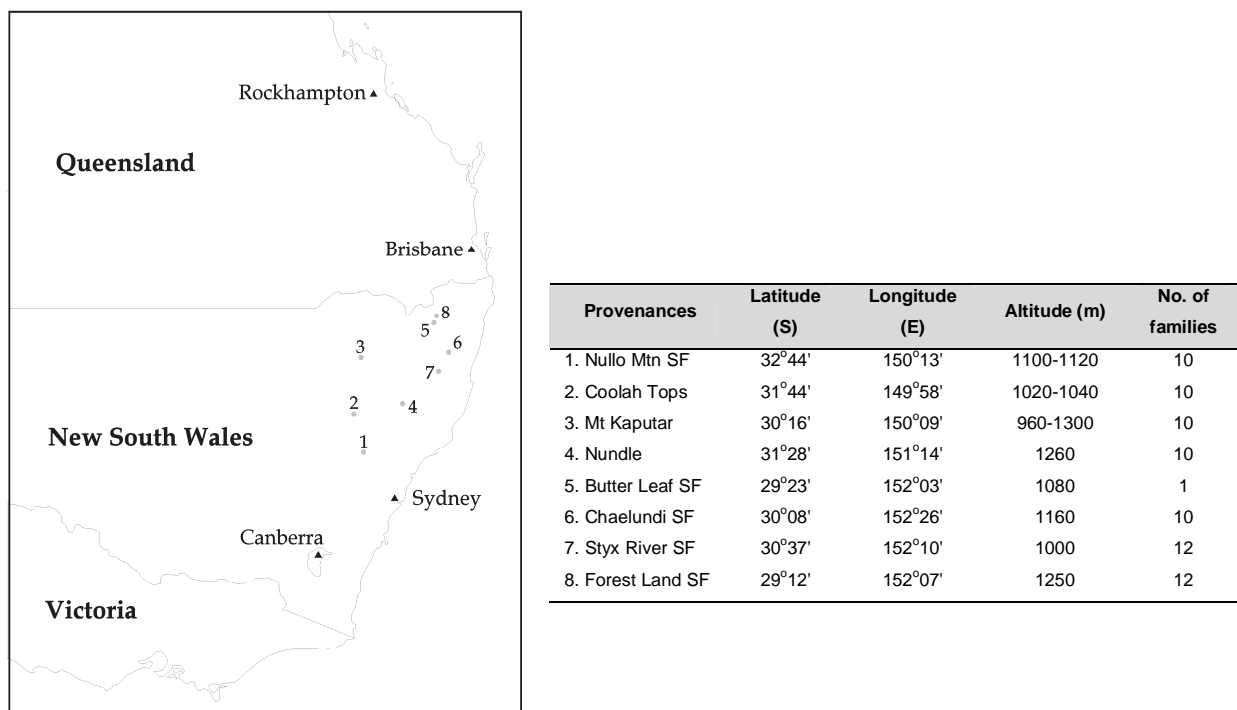 Rockhampton
Queensland
Brisbane
8
5
6
3
7
2
4
New South Wales
1
Sydney
Canberra
Victoria
Provenances Latitude (S) Longitude (E) Altitude (m) No. of families
1. Nullo Mtn SF 32°44' 150°13' 1100-1120 10
2. Coolah Tops 31°44' 149°58' 1020-1040 10
3. Mt Kaputar 30°16' 150°09' 960-1300 10
4. Nundle 31°28' 151°14' 1260 10
5. Butter Leaf SF 29°23' 152°03' 1080 1
6. Chaelundi SF 30°08' 152°26' 1160 10
7. Styx River SF 30°37' 152°10' 1000 12
8. Forest Land SF 29°12' 152°07' 1250 12